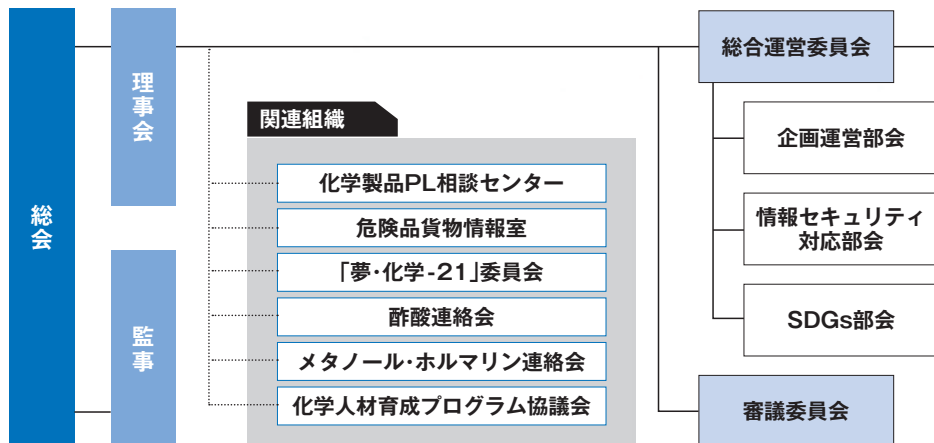 総会
理事会
監事
関連組織
化学製品PL相談センター
危険品貨物情報室
「夢・化学-21」委員会
酢酸連絡会
メタノール・ホルマリン連絡会
化学人材育成プログラム協議会
総合運営委員会
企画運営部会
情報セキュリティ
対応部会
SDGs部会
審議委員会